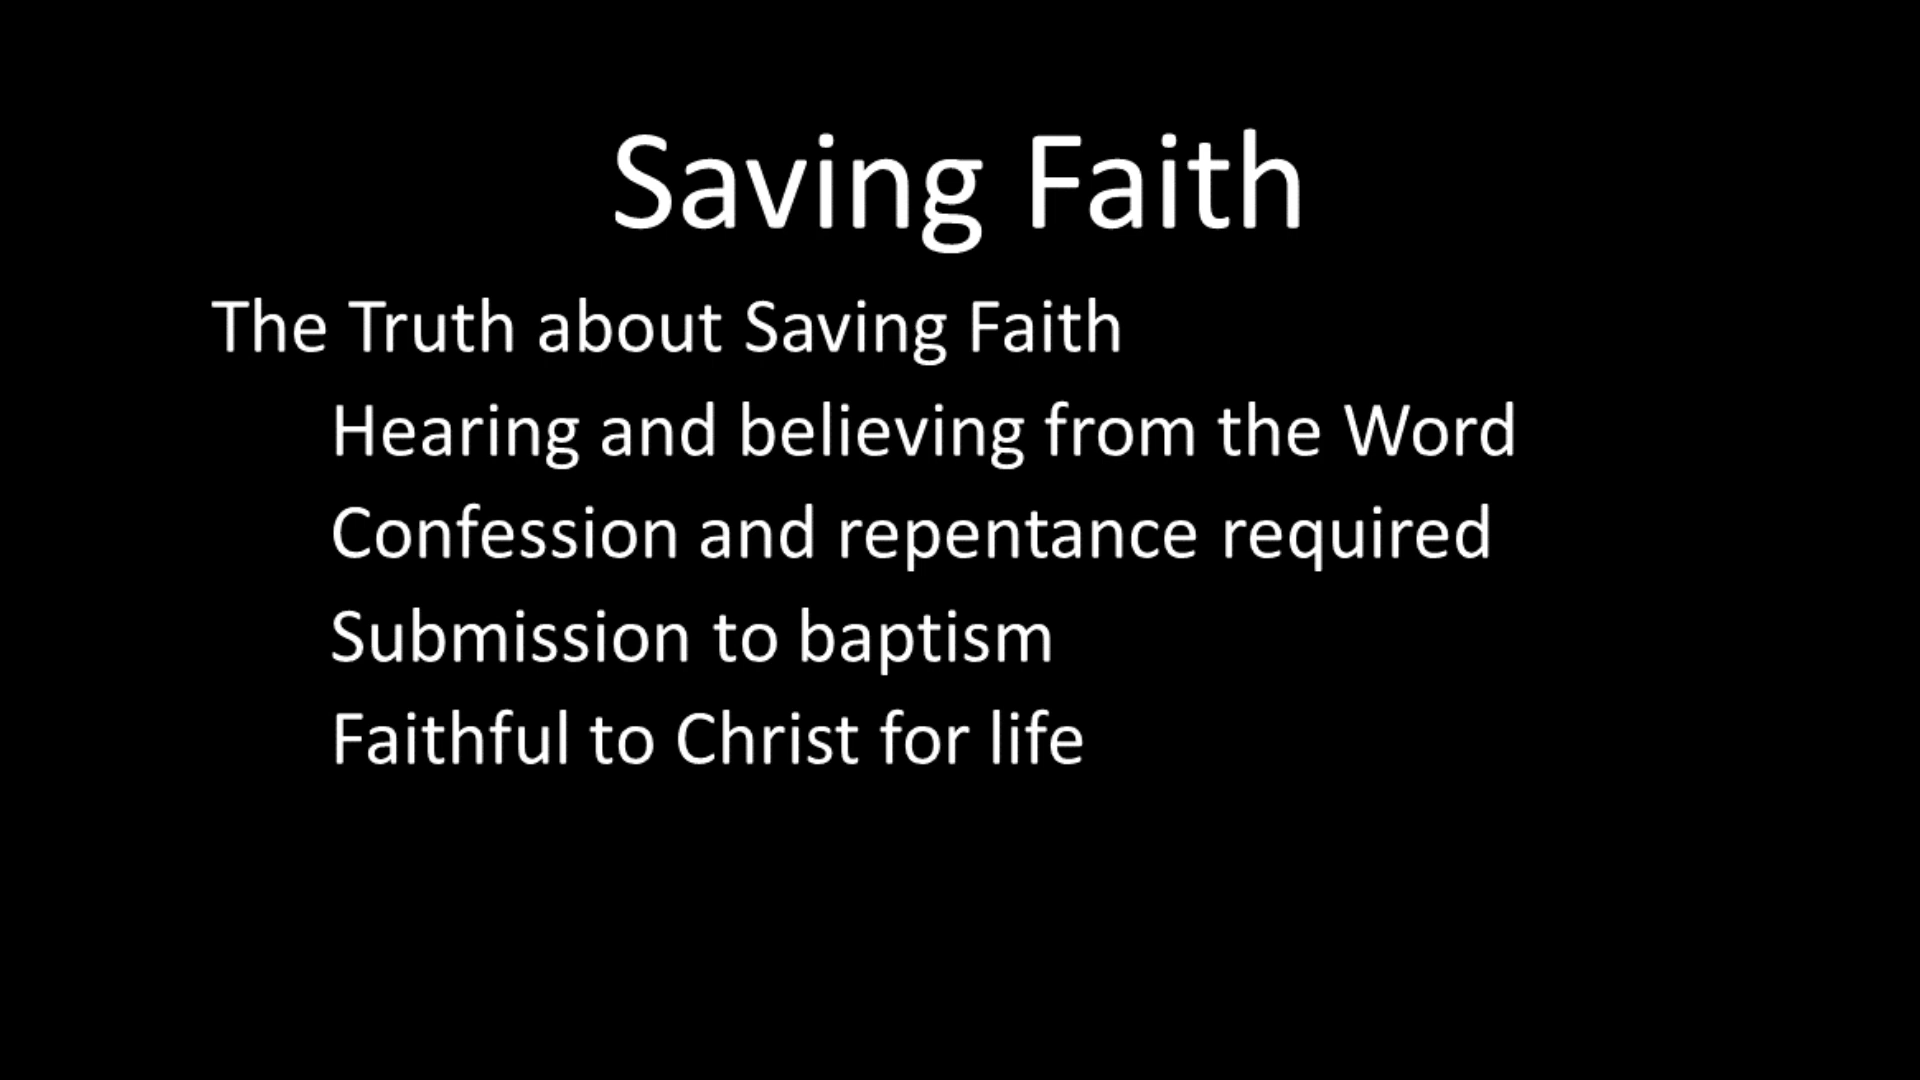 Saving Faith
The Truth about Saving Faith
Hearing and believing from the Word
Confession and repentance required
Submission to baptism
Faithful to Christ for life